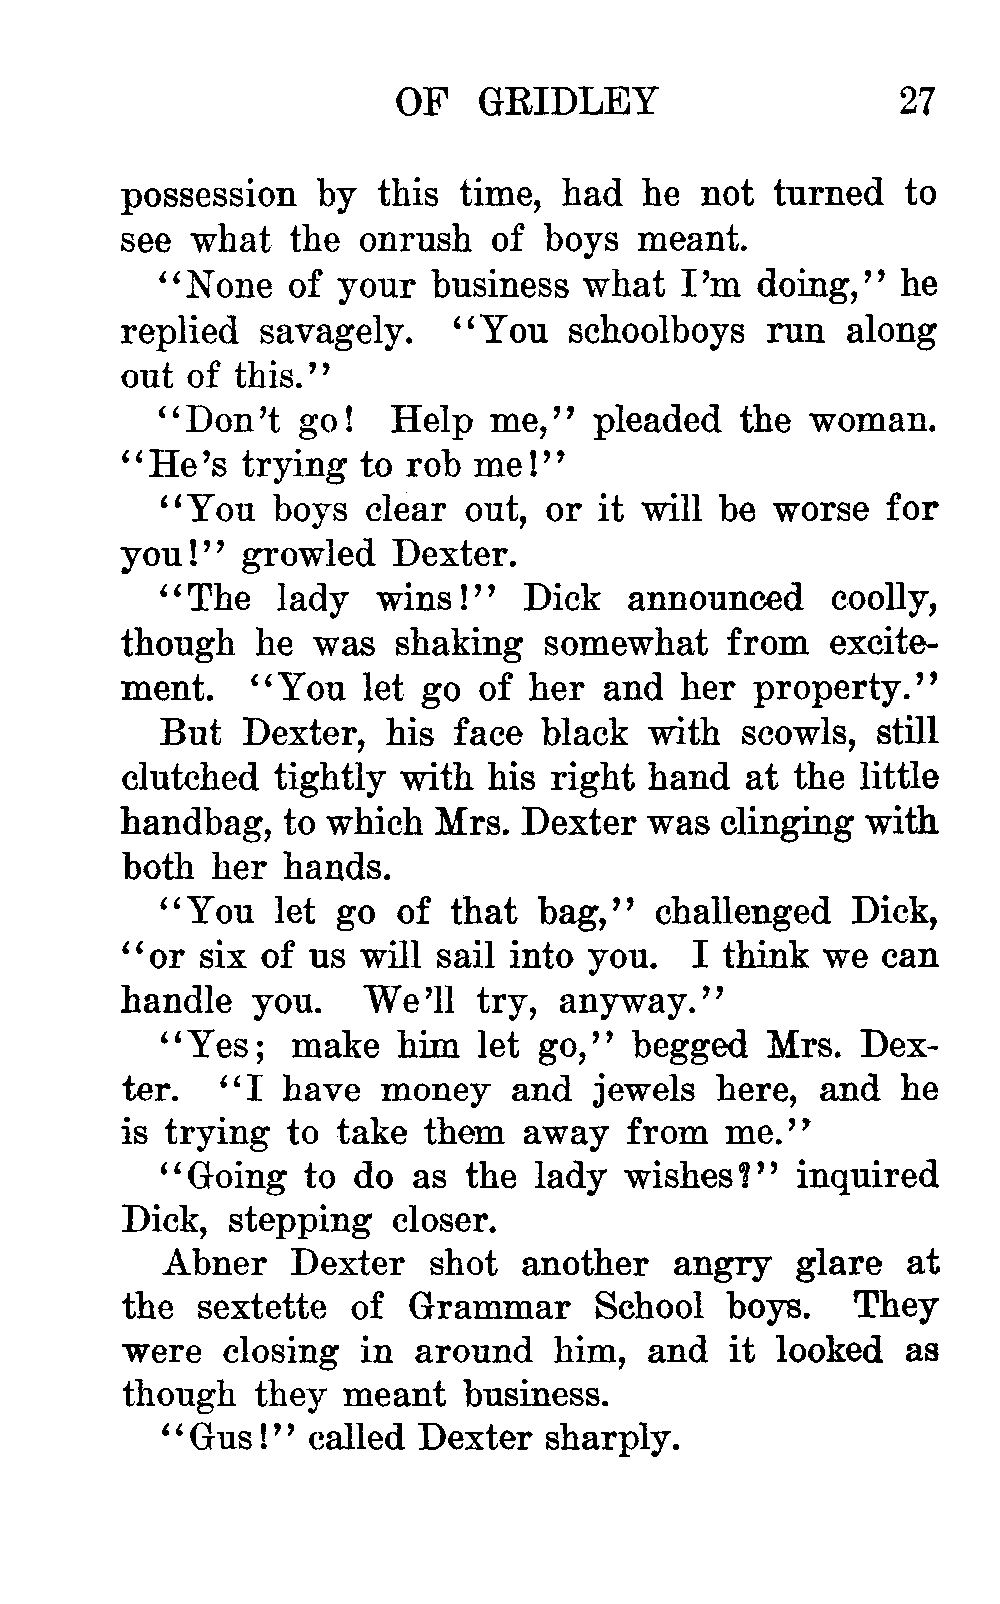 OF GRIDLEY 27
possession by this time, had he not turned to
see what the onrush of boys meant.
“None of your business what I’m doing,” he
replied savagely. “You schoolboys run along
out of this.”
“Don’t go! Help me,” pleaded the woman.
“He’s trying to rob me!”
“You boys clear out, or it will be worse for
you!” growled Dexter.
“The lady wins!” Dick announced coolly,
though he was shaking somewhat from excite-
ment. “You let go of her and her property.”
But Dexter, his face black with scowls, still
clutched tightly with his right hand at the little
handbag, to which Mrs. Dexter was clinging with
both her hands.
“You let go of that bag,” challenged Dick,
“or six of us will sail into you. I think we can
handle you. We’ll try, anyway.”
“Yes; make him let go,” begged Mrs. Dex-
ter. “I have money and jewels here, and he
is trying to take them away from me.”
“Going to do as the lady wishes?” inquired
Dick, stepping closer.
Abner Dexter shot another angry glare at
the sextette of Grammar School boys. They
were closing in around him, and it looked as
though they meant business.
“Gus!” called Dexter sharply.